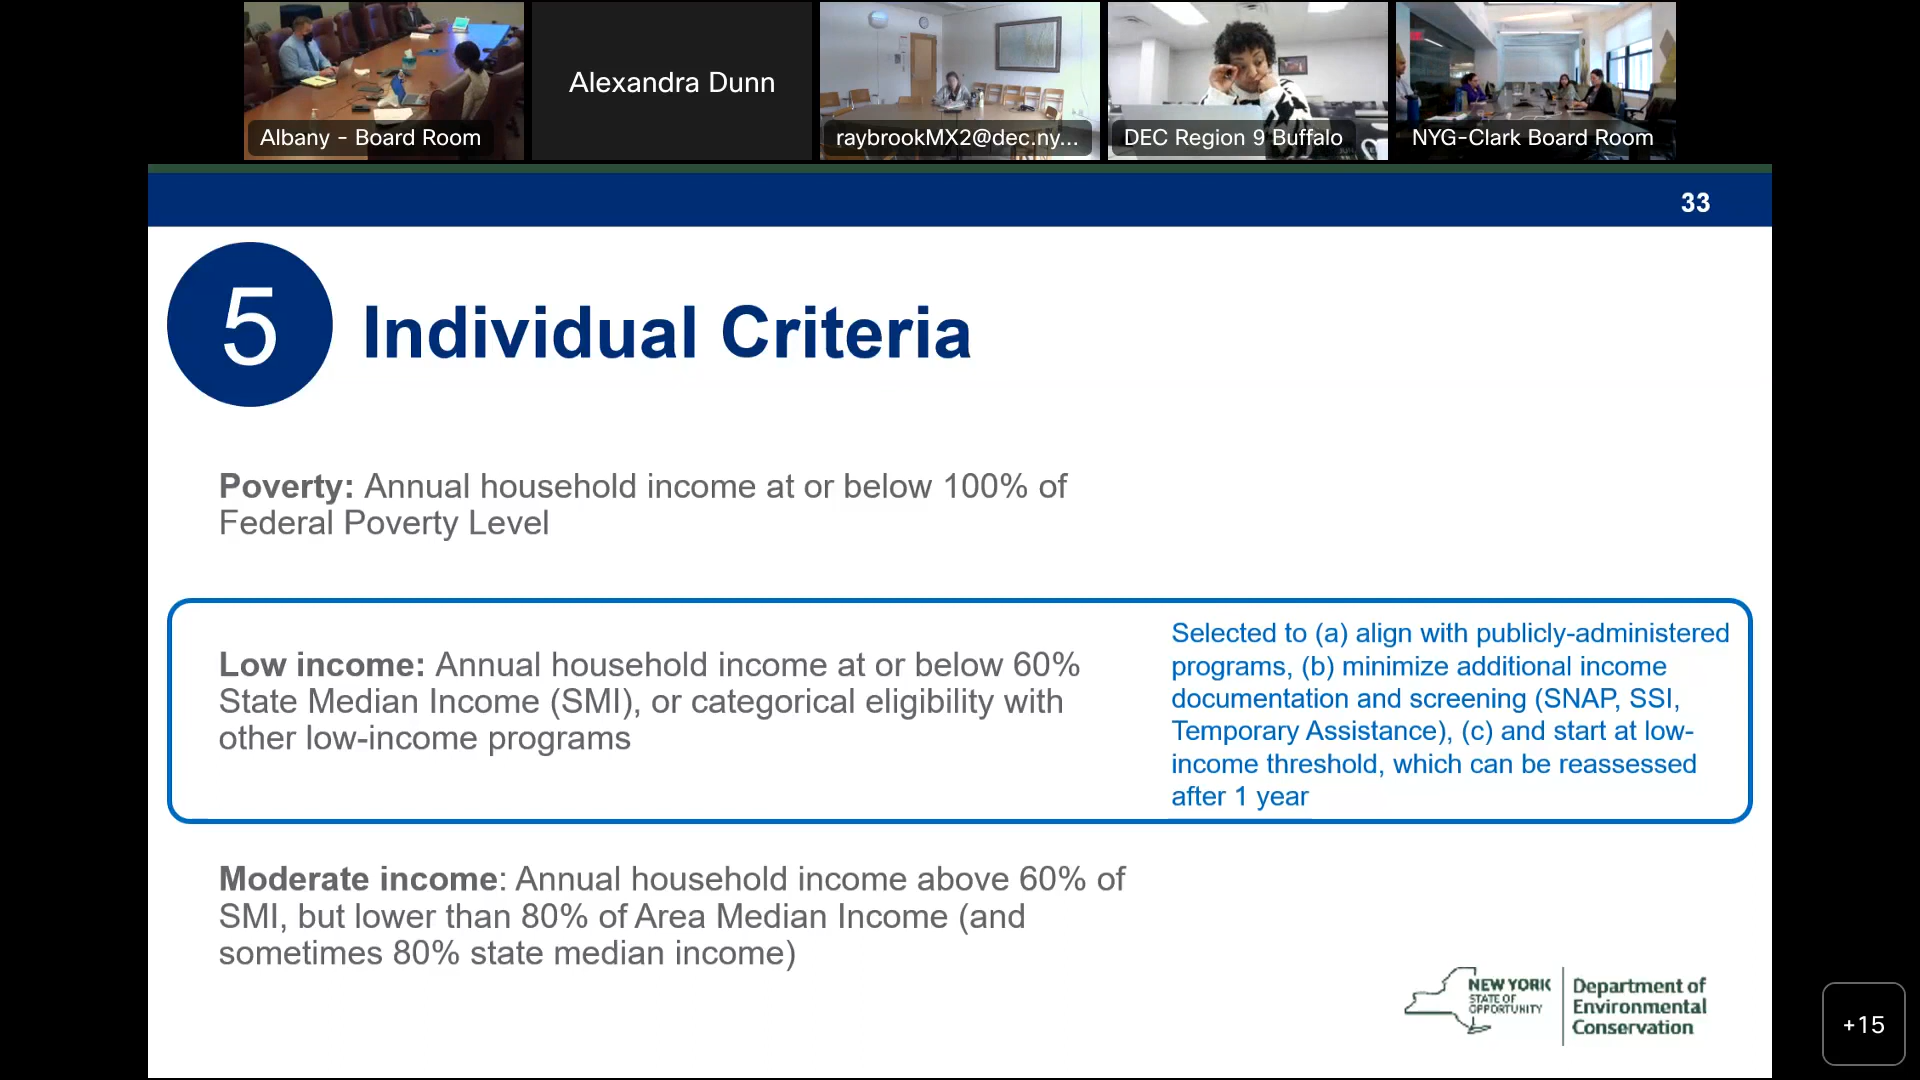 Albany - Board Room
Alexandra Dunn
raybrookMX2@dec.ny...
DEC Region 9 Buffalo
NYG-Clark Board Room
33
5
Individual Criteria
Poverty: Annual household income at or below 100% of
Federal Poverty Level
Low income: Annual household income at or below 60%
State Median Income (SMI), or categorical eligibility with
other low-income programs
Selected to (a) align with publicly-administered
programs, (b) minimize additional income
documentation and screening (SNAP, SSI,
Temporary Assistance), (c) and start at low-
income threshold, which can be reassessed
after 1 year
Moderate income: Annual household income above 60% of
SMI, but lower than 80% of Area Median Income (and
sometimes 80% state median income)
NEW YORK
STATE OF
OPPORTUNITY
Department of
Environmental
Conservation
+15